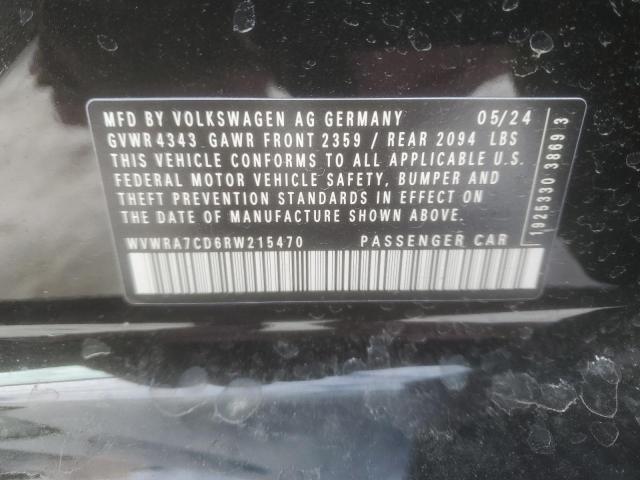 MFD BY VOLKSWAGEN AG GERMANY 05/24
GVWR 4343 GAWR FRONT 2359 / REAR 2094 LBS
THIS VEHICLE CONFORMS TO ALL APPLICABLE U.S.
FEDERAL MOTOR VEHICLE SAFETY, BUMPER AND
THEFT PREVENTION STANDARDS IN EFFECT ON
THE DATE OF MANUFACTURE SHOWN ABOVE.
WVWRA7CD6RW215470 PASSENGER CAR
1925330 3869 3